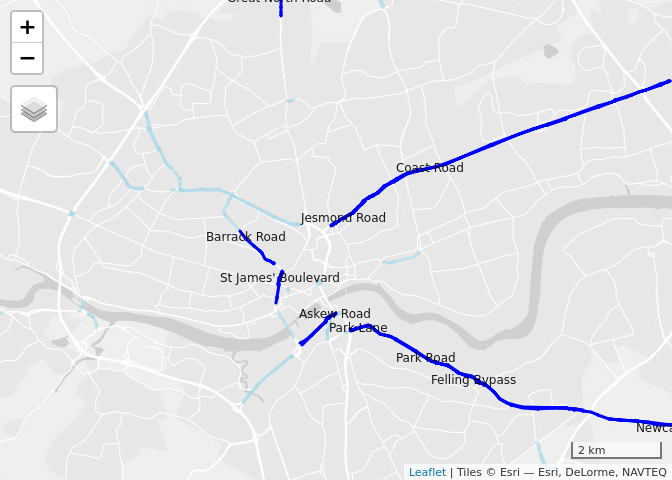 Great North Road
+
−
Coast Road
Jesmond Road
Barrack Road
St James' Boulevard
Askew Road
Park Lane
Park Road
Felling Bypass
Newca
2 km
Leaflet | Tiles © Esri — Esri, DeLorme, NAVTEQ